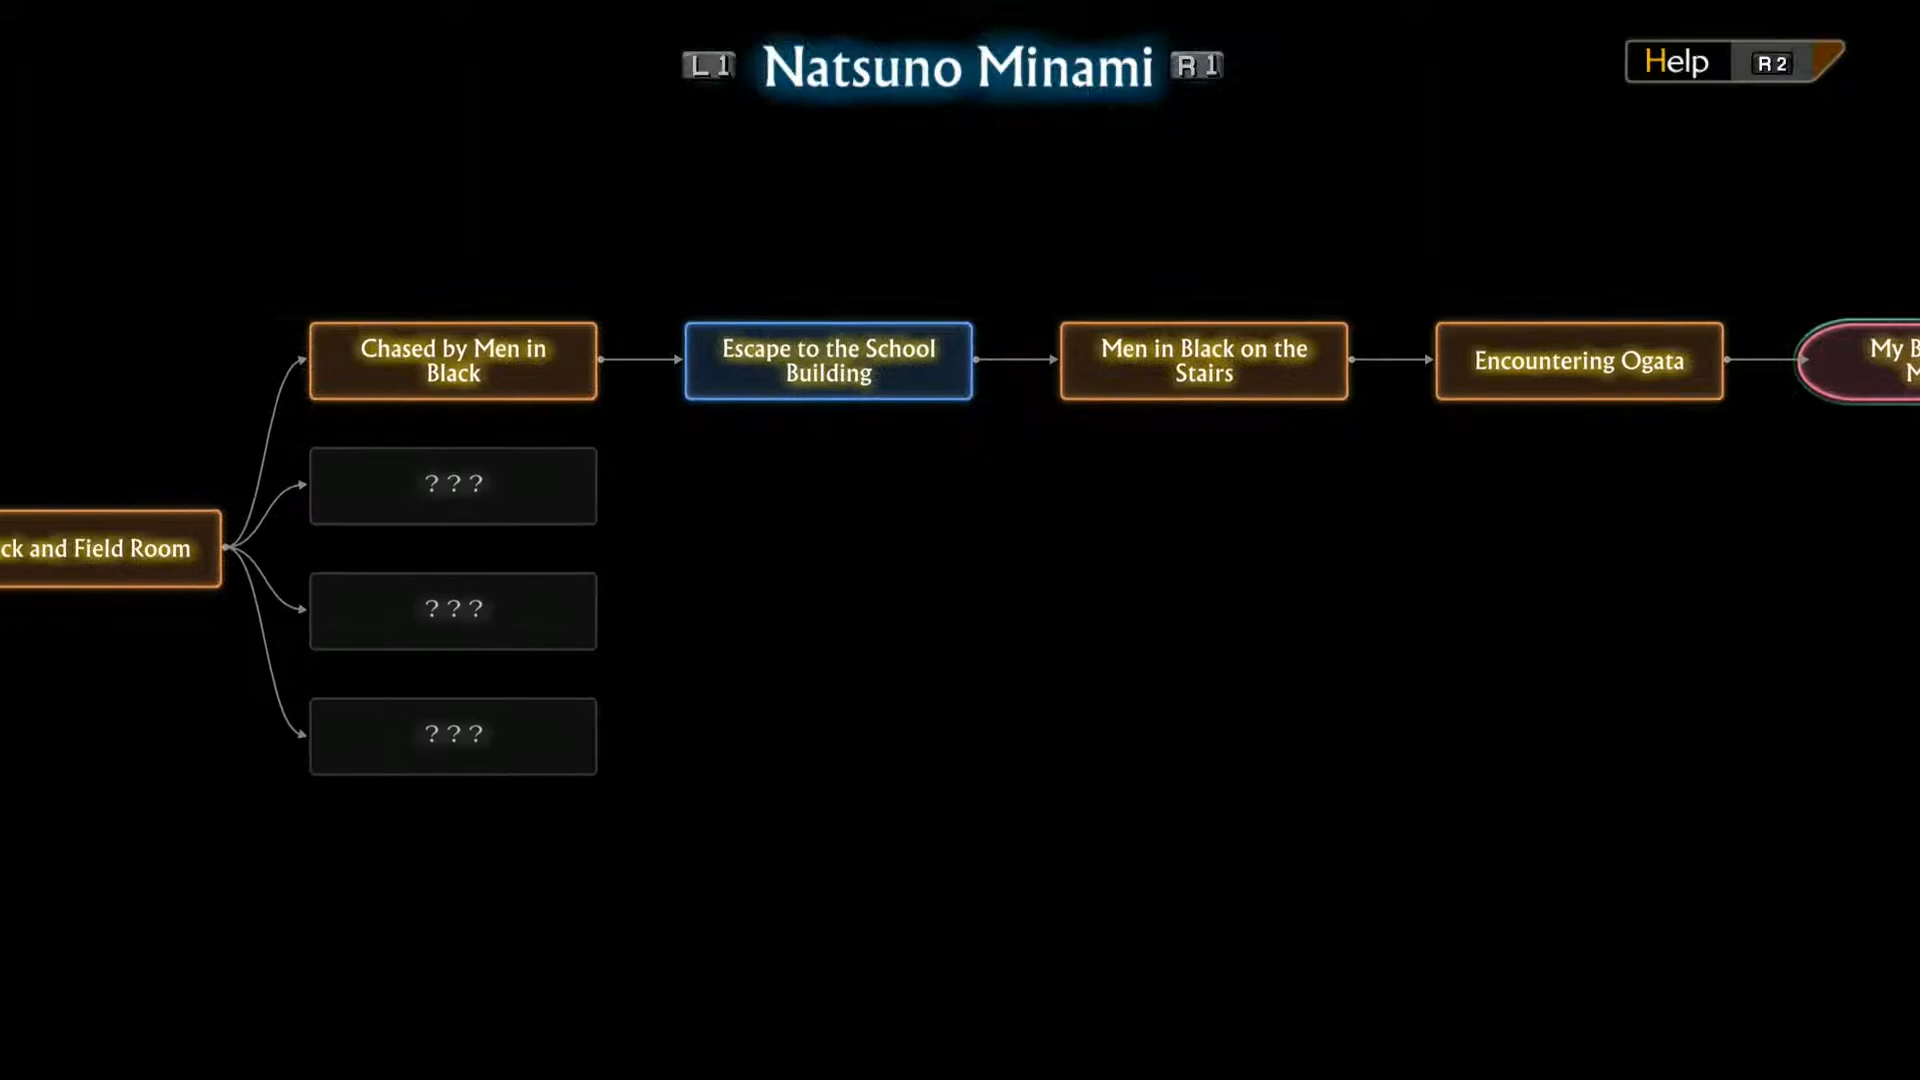 L1 Natsuno Minami R1
Help R2
Chased by Men in
Black
Escape to the School
Building
Men in Black on the
Stairs
Encountering Ogata
My
???
ck and Field Room
???
???